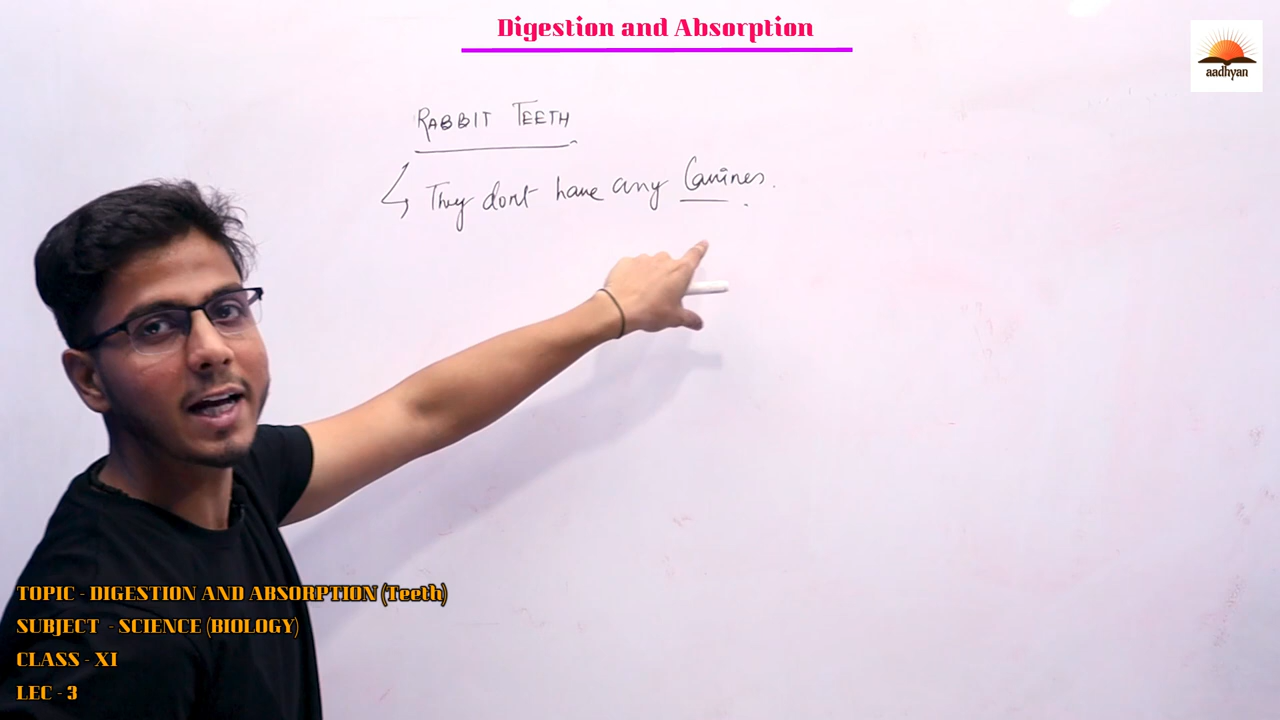 Digestion and Absorption
aadhyan
RABBIT TEETH
They dont have any Canines.
TOPIC - DIGESTION AND ABSORPTION (Teeth)
SUBJECT - SCIENCE (BIOLOGY)
CLASS - XI
LEC - 3